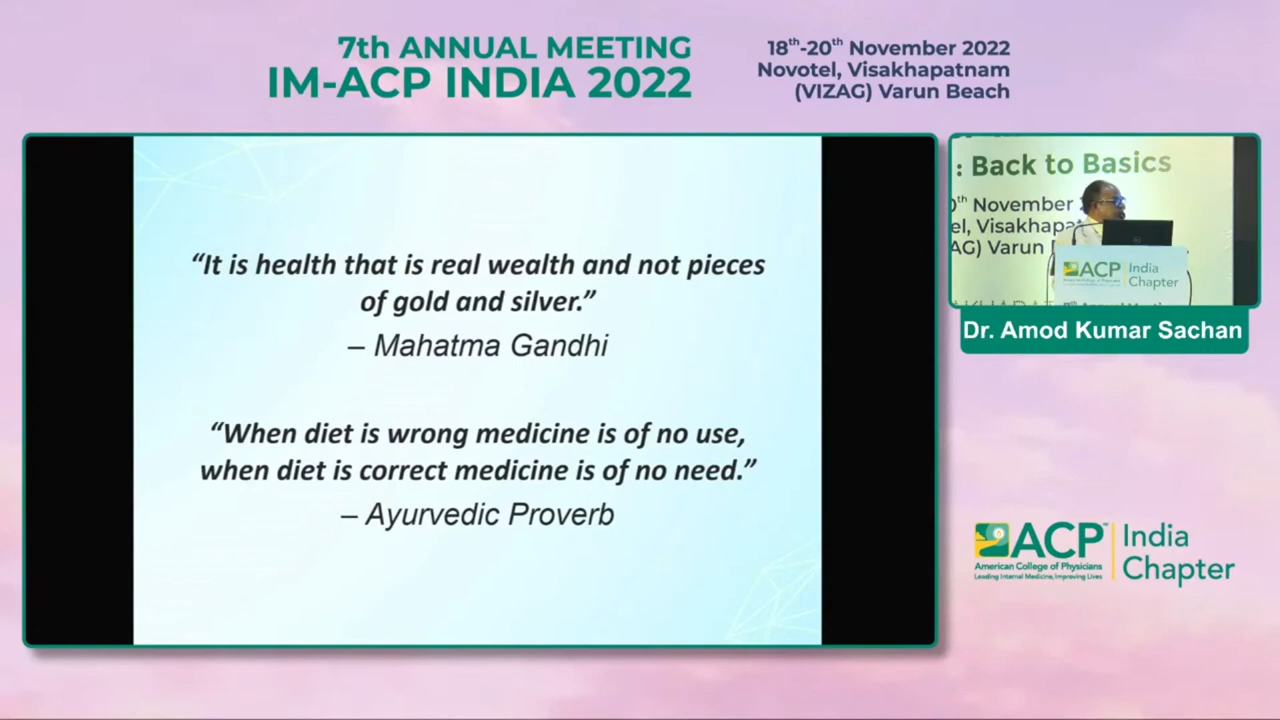 7th ANNUAL MEETING
IM-ACP INDIA 2022
18th-20th November 2022
Novotel, Visakhapatnam
(VIZAG) Varun Beach
“It is health that is real wealth and not pieces
of gold and silver.”
– Mahatma Gandhi
“When diet is wrong medicine is of no use,
when diet is correct medicine is of no need.”
– Ayurvedic Proverb
: Back to Basics
November
Visakhapat
Varun
ACP India
Chapter
Dr. Amod Kumar Sachan
ACP India
American College of Physicians Chapter
Leading Internal Medicine, Improving Lives